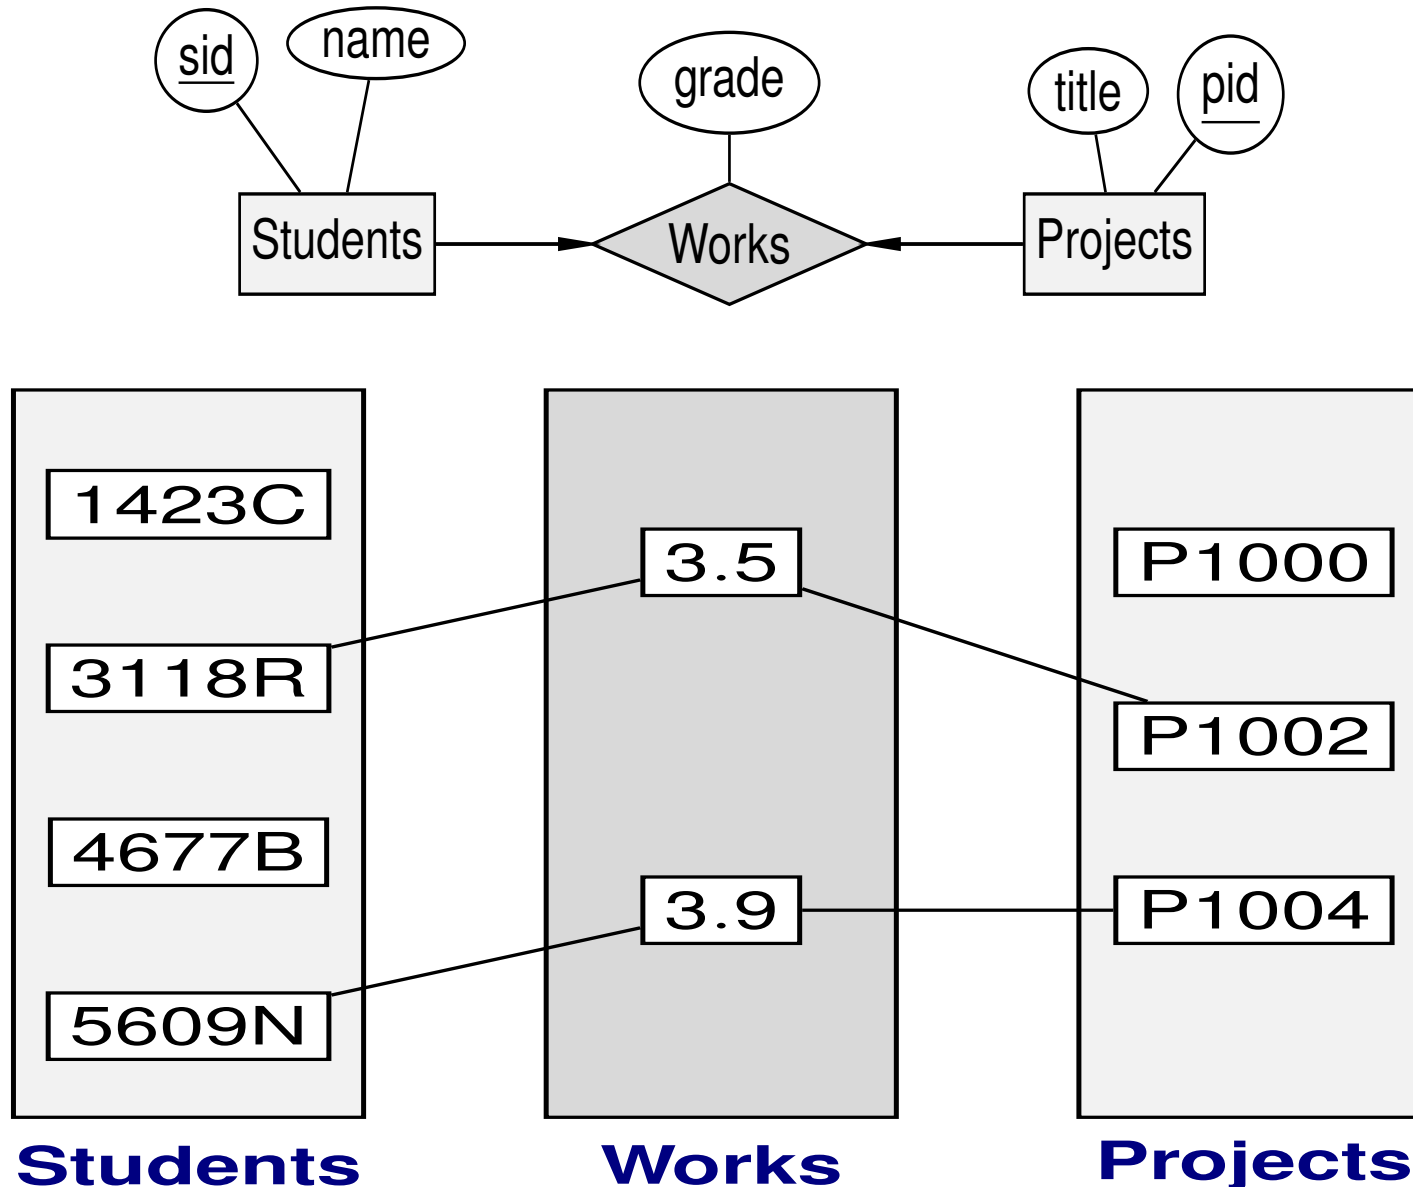 sid
name
grade
title
pid
Students
Works
Projects
1423C
3118R
4677B
5609N
3.5
3.9
P1000
P1002
P1004
Students
Works
Projects